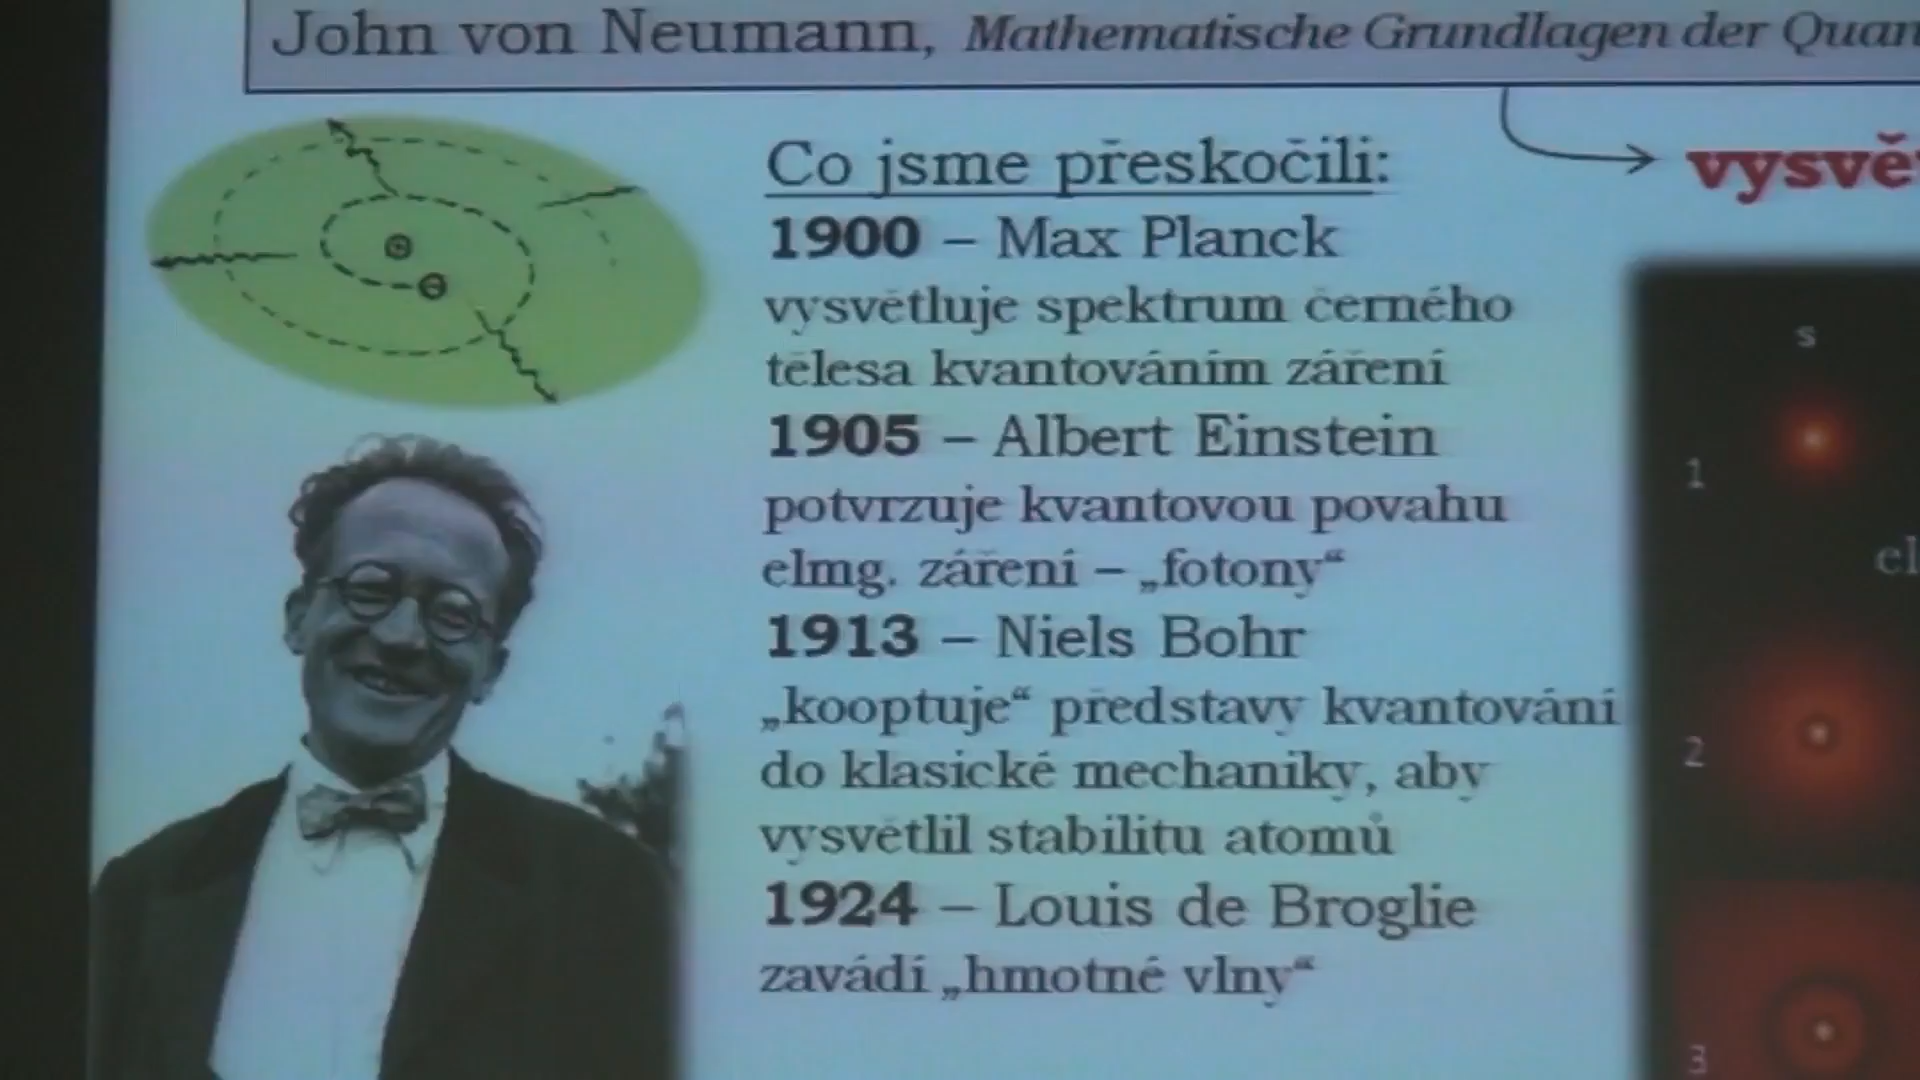 John von Neumann, Mathematische Grundlagen der
Co jsme přeskočili:
1900 – Max Planck
vysvětluje spektrum černého
tělesa kvantováním záření
1905 – Albert Einstein
potvrzuje kvantovou povahu
elmg. záření – „fotony“
1913 – Niels Bohr
„kooptuje“ představy kvantování
do klasické mechaniky, aby
vysvětlil stabilitu atomů
1924 – Louis de Broglie
zavádí „hmotné vlny“
s
1
2
3